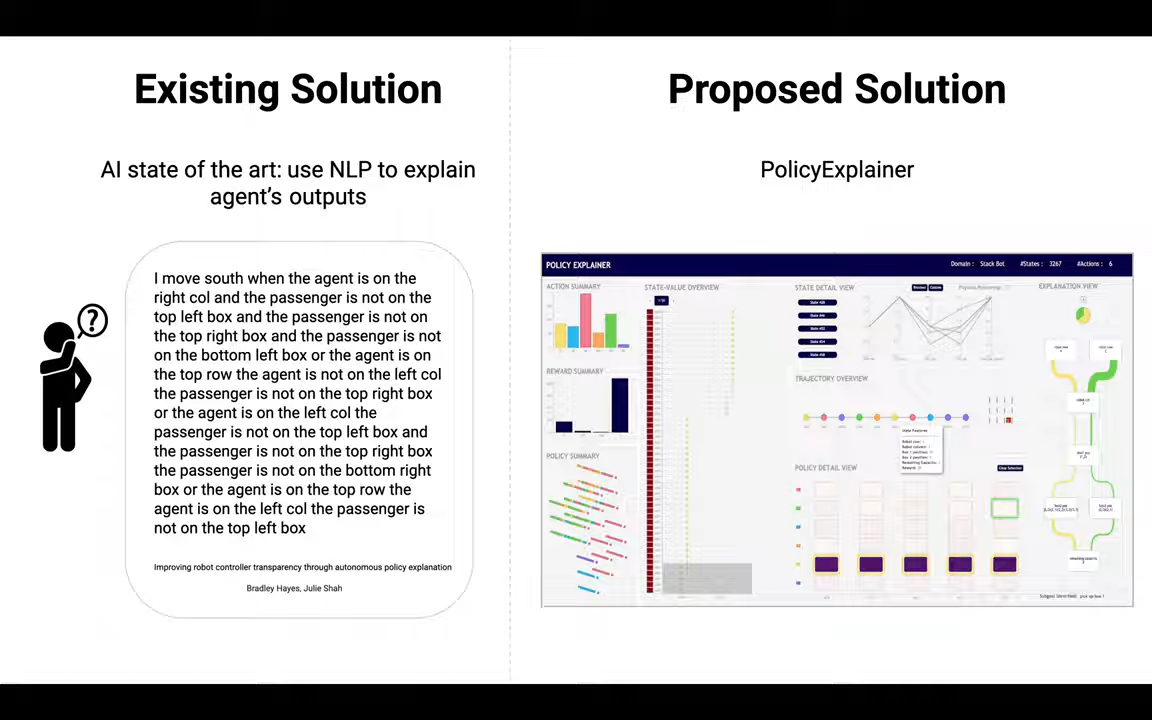 Existing Solution
AI state of the art: use NLP to explain
agent's outputs
?
I move south when the agent is on the
right col and the passenger is not on the
top left box and the passenger is not on
the top right box and the passenger is not
on the bottom left box or the agent is on
the top row the agent is not on the left col
the passenger is not on the top right box
or the agent is on the left col the
passenger is not on the top left box and
the passenger is not on the top right box
the passenger is not on the bottom right
box or the agent is on the top row the
agent is on the left col the passenger is
not on the top left box
Improving robot controller transparency through autonomous policy explanation
Bradley Hayes, Julie Shah
Proposed Solution
PolicyExplainer
POLICY EXPLAINER
Domain : Stack Bot #States : 3267 #Actions : 6
ACTION SUMMARY
REWARD SUMMARY
POLICY SUMMARY
STATE-VALUE OVERVIEW
STATE DETAIL VIEW
TRAJECTORY OVERVIEW
State Features
POLICY DETAIL VIEW
Clear Selection
EXPLANATION VIEW